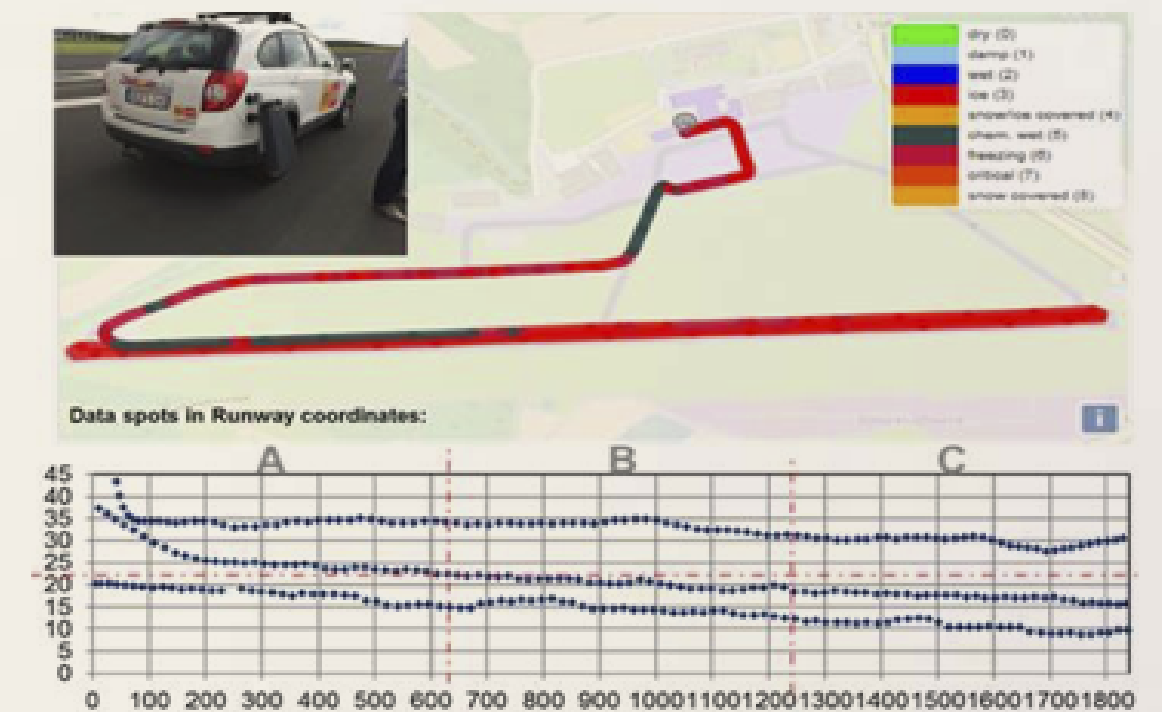 dry (0)
damp (1)
wet (2)
ice (3)
snow/ice covered (4)
chem. wet (5)
freezing (6)
critical (7)
snow covered (8)
Data spots in Runway coordinates:
i
A B C
45
40
35
30
25
20
15
10
5
0
0 100 200 300 400 500 600 700 800 900 1000 1100 1200 1300 1400 1500 1600 1700 1800